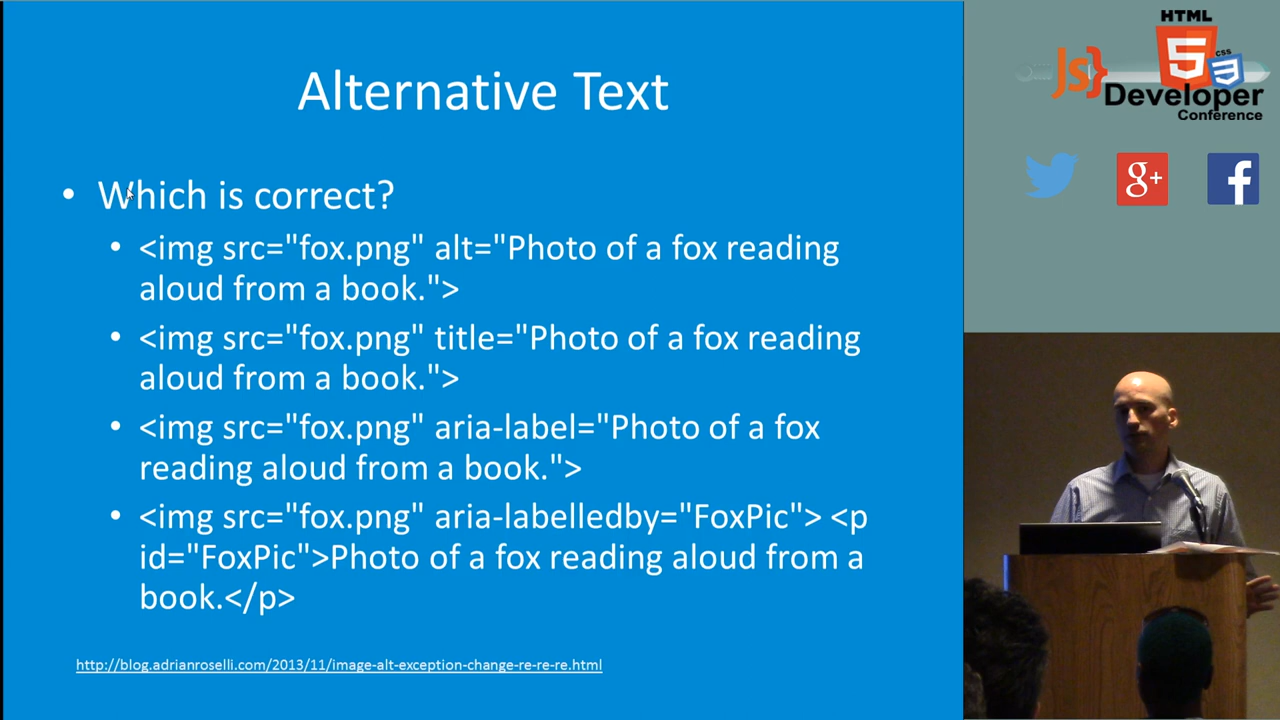 Alternative Text
• Which is correct?
• <img src="fox.png" alt="Photo of a fox reading
aloud from a book.">
• <img src="fox.png" title="Photo of a fox reading
aloud from a book.">
• <img src="fox.png" aria-label="Photo of a fox
reading aloud from a book.">
• <img src="fox.png" aria-labelledby="FoxPic"> <p
id="FoxPic">Photo of a fox reading aloud from a
book.</p>
http://blog.adrianroselli.com/2013/11/image-alt-exception-change-re-re-re.html
HTML
5
css
3
Js}
Developer
Conference
g+
f